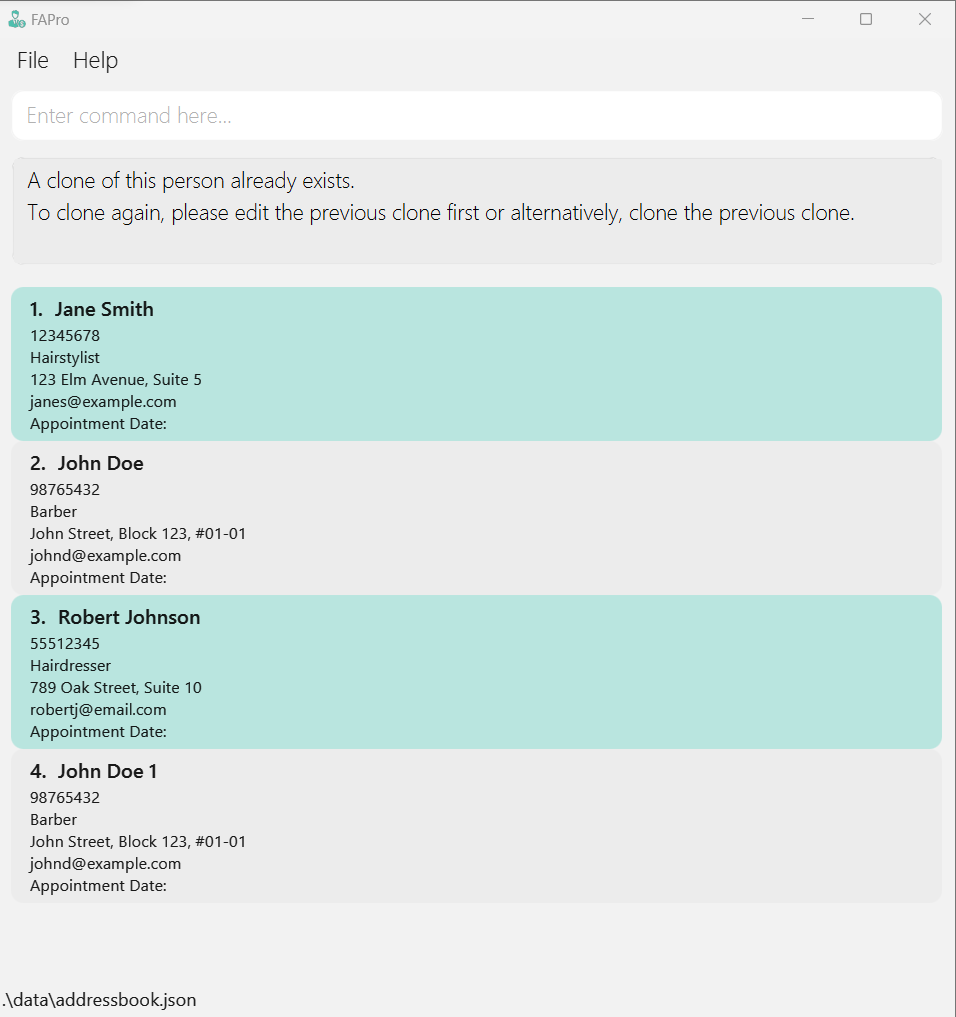 FAPro
File Help
Enter command here...
A clone of this person already exists.
To clone again, please edit the previous clone first or alternatively, clone the previous clone.
1. Jane Smith
12345678
Hairstylist
123 Elm Avenue, Suite 5
janes@example.com
Appointment Date:
2. John Doe
98765432
Barber
John Street, Block 123, #01-01
johnd@example.com
Appointment Date:
3. Robert Johnson
55512345
Hairdresser
789 Oak Street, Suite 10
robertj@email.com
Appointment Date:
4. John Doe 1
98765432
Barber
John Street, Block 123, #01-01
johnd@example.com
Appointment Date:
.\data\addressbook.json